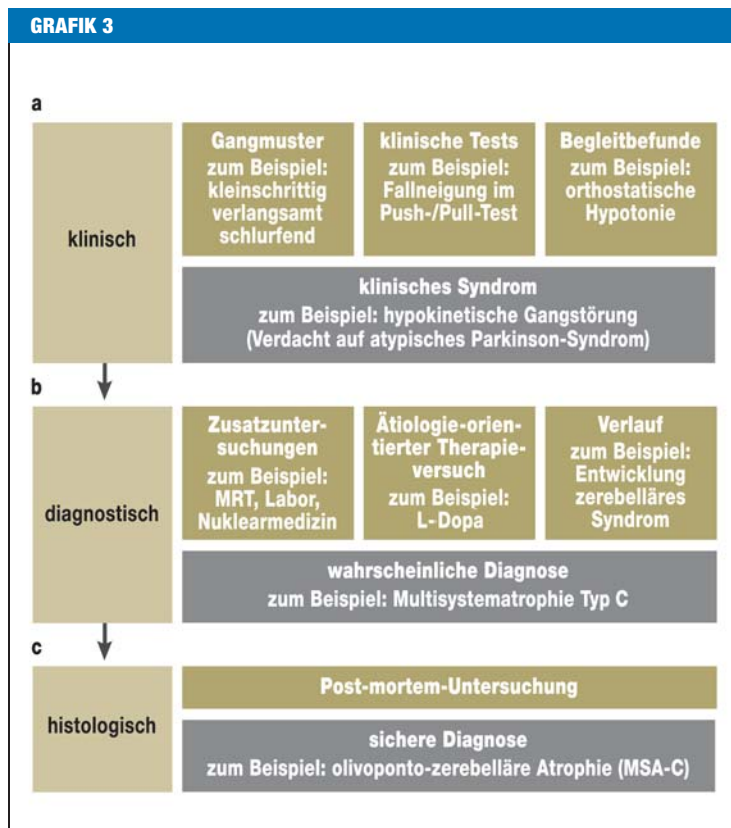 GRAFIK 3
a
klinisch
Gangmuster
zum Beispiel:
kleinschrittig
verlangsamt
schlurfend
klinische Tests
zum Beispiel:
Fallneigung im
Push-/Pull-Test
Begleitbefunde
zum Beispiel:
orthostatische
Hypotonie
klinisches Syndrom
zum Beispiel: hypokinetische Gangstörung
(Verdacht auf atypisches Parkinson-Syndrom)
b
diagnostisch
Zusatzunter-
suchungen
zum Beispiel:
MRT, Labor,
Nuklearmedizin
Ätiologie-orien-
tierter Therapie-
versuch
zum Beispiel:
L-Dopa
Verlauf
zum Beispiel:
Entwicklung
zerebelläres
Syndrom
wahrscheinliche Diagnose
zum Beispiel: Multisystematrophie Typ C
c
histologisch
Post-mortem-Untersuchung
sichere Diagnose
zum Beispiel: olivoponto-zerebelläre Atrophie (MSA-C)